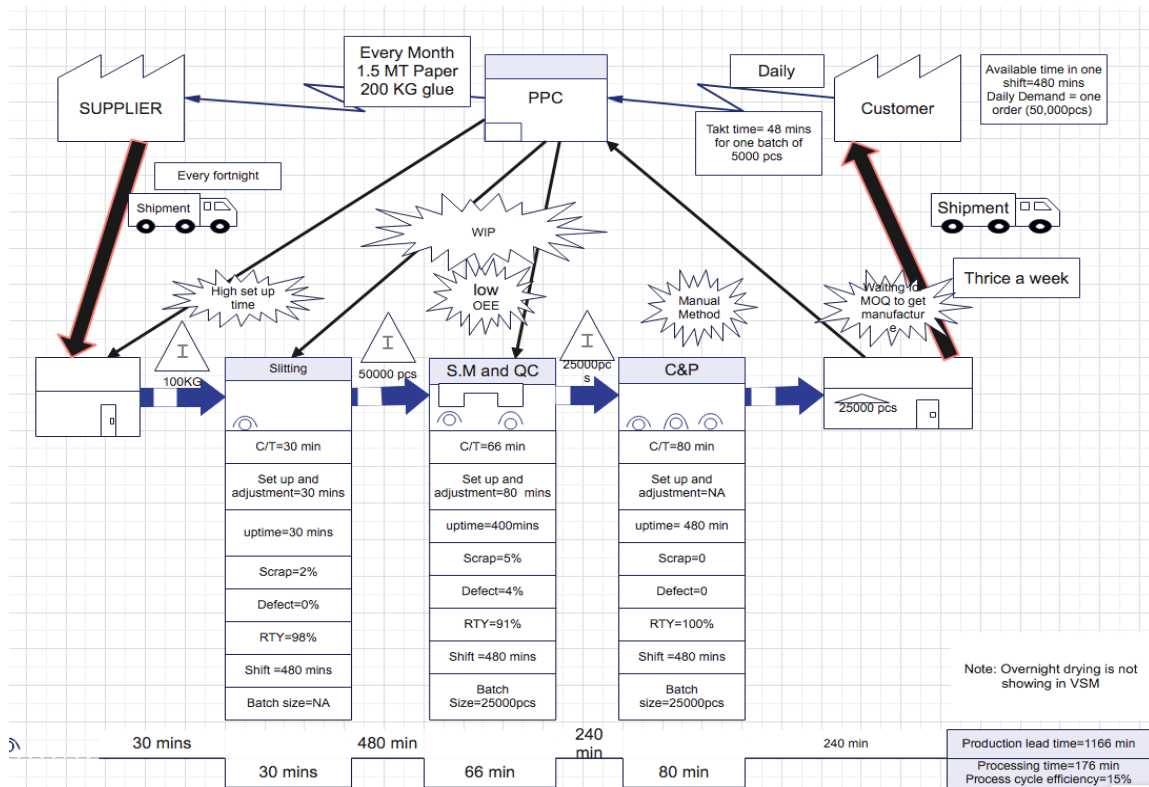 Every Month
1.5 MT Paper
200 KG glue
SUPPLIER
PPC
Daily
Customer
Available time in one
shift=480 mins
Daily Demand = one
order (50,000pcs)
Takt time= 48 mins
for one batch of
5000 pcs
Every fortnight
Shipment
Shipment
WIP
Thrice a week
High set up
time
low
OEE
Manual
Method
Waiting for
MOQ to get
manufactur
e
I
100KG
Slitting
I
50000 pcs
S.M and QC
I
25000pc
s
C&P
25000 pcs
C/T=30 min
Set up and
adjustment=30 mins
uptime=30 mins
Scrap=2%
Defect=0%
RTY=98%
Shift =480 mins
Batch size=NA
C/T=66 min
Set up and
adjustment=80 mins
uptime=400mins
Scrap=5%
Defect=4%
RTY=91%
Shift =480 mins
Batch
Size=25000pcs
C/T=80 min
Set up and
adjustment=NA
uptime= 480 min
Scrap=0
Defect=0
RTY=100%
Shift =480 mins
Batch
size=25000pcs
Note: Overnight drying is not
showing in VSM
30 mins
480 min
240
min
240 min
Production lead time=1166 min
30 mins
66 min
80 min
Processing time=176 min
Process cycle efficiency=15%